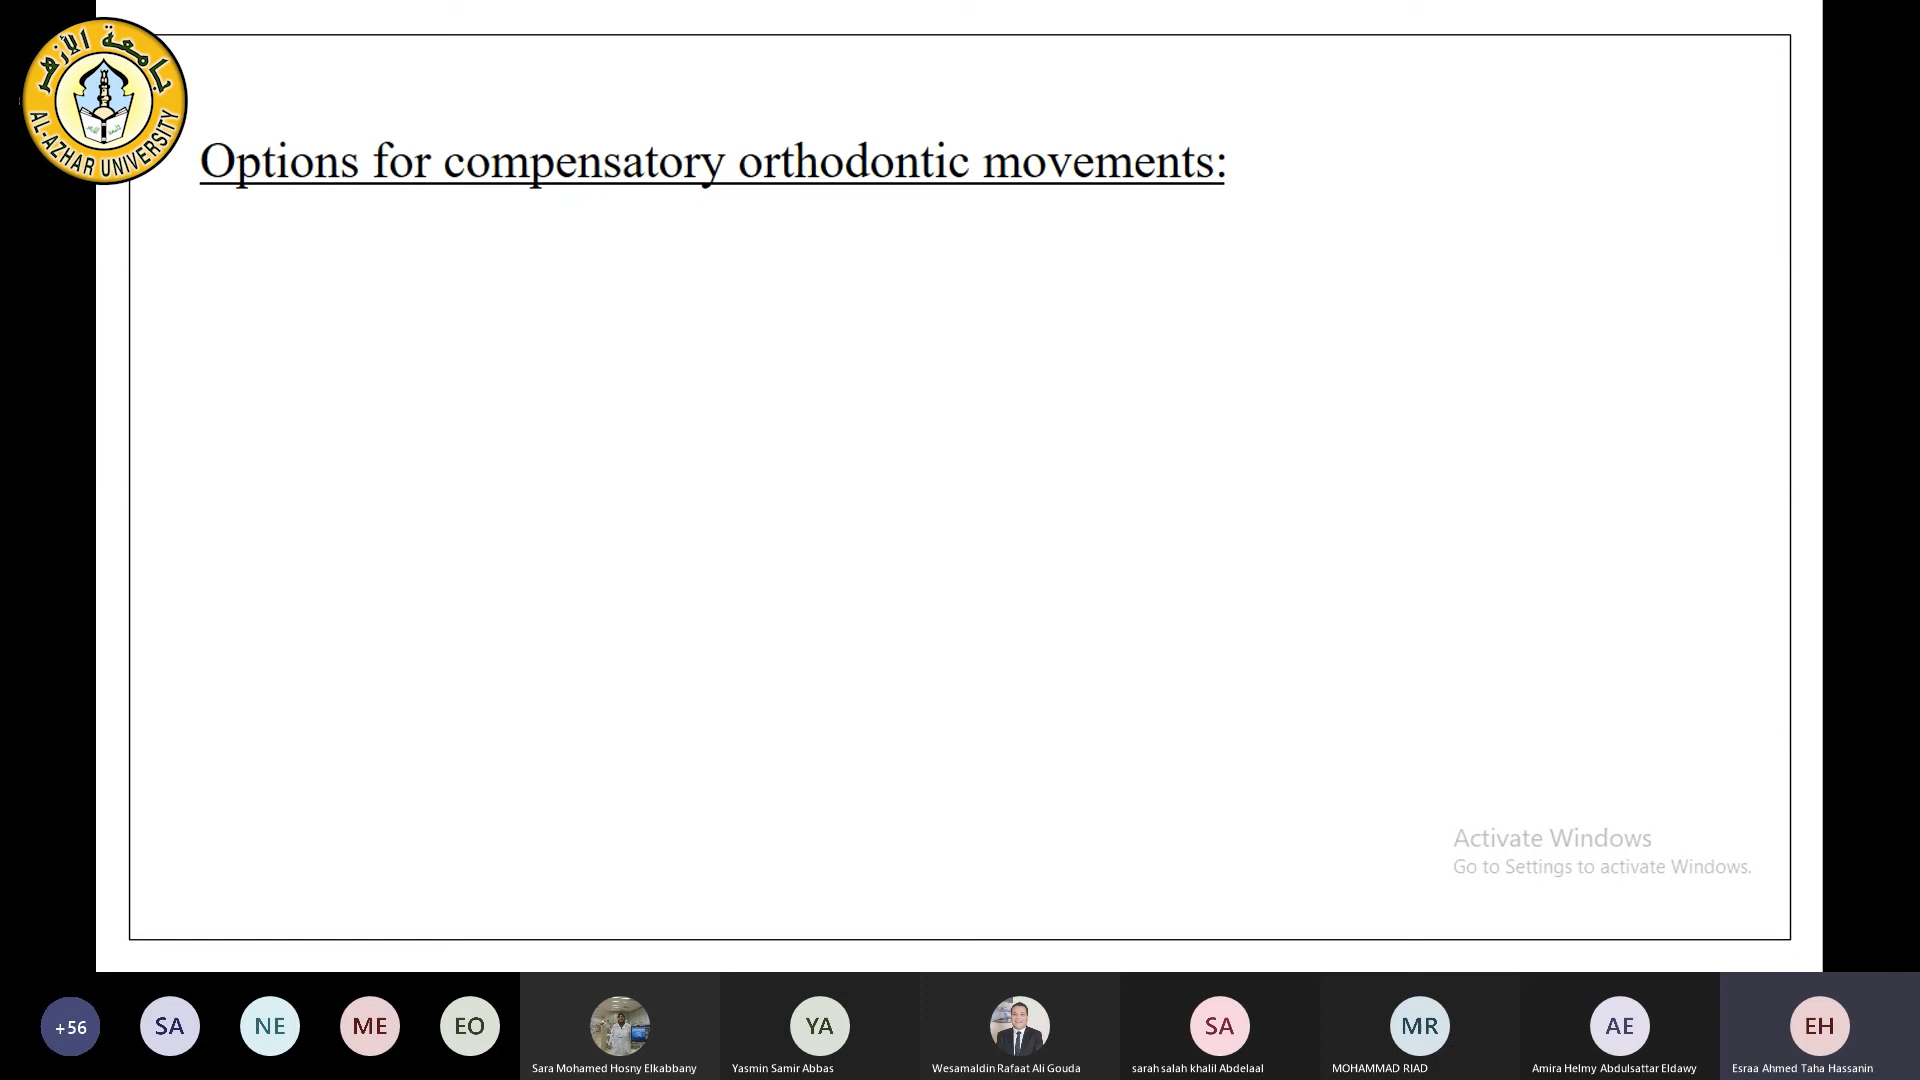 جامعة الأزهر
AL-AZHAR UNIVERSITY
Options for compensatory orthodontic movements:
Activate Windows
Go to Settings to activate Windows.
+56
SA
NE
ME
EO
YA
SA
MR
AE
EH
Sara Mohamed Hosny Elkabbany
Yasmin Samir Abbas
Wesamaldin Rafaat Ali Gouda
sarah salah khalil Abdelaal
MOHAMMAD RIAD
Amira Helmy Abdulsattar Eldawy
Esraa Ahmed Taha Hassanin